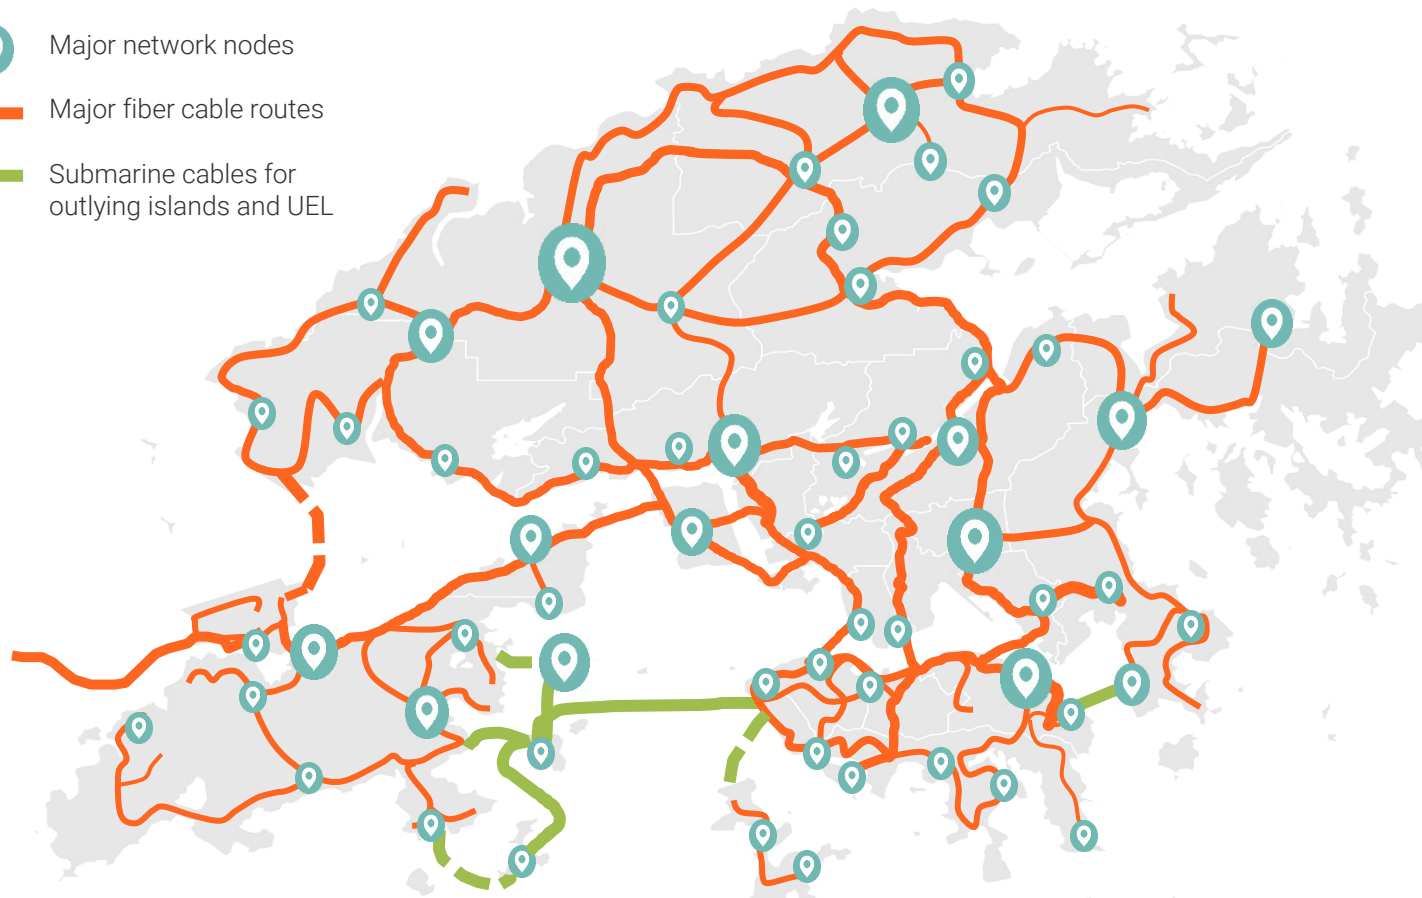 Major network nodes
Major fiber cable routes
Submarine cables for
outlying islands and UEL